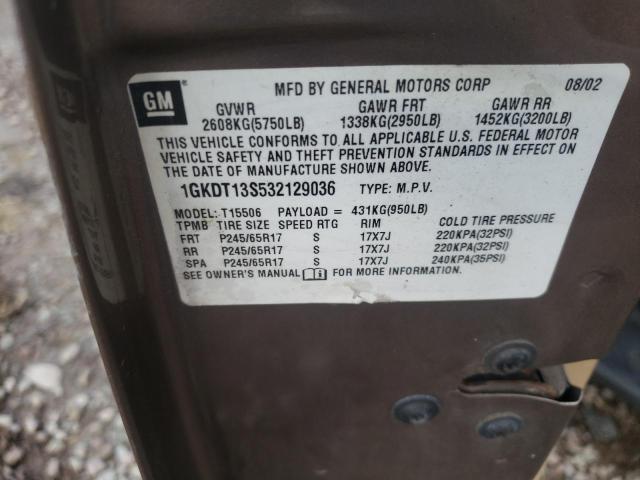 GM ® MFD BY GENERAL MOTORS CORP 08/02
GVWR GAWR FRT GAWR RR
2608KG(5750LB) 1338KG(2950LB) 1452KG(3200LB)
THIS VEHICLE CONFORMS TO ALL APPLICABLE U.S. FEDERAL MOTOR
VEHICLE SAFETY AND THEFT PREVENTION STANDARDS IN EFFECT ON
THE DATE OF MANUFACTURE SHOWN ABOVE.
1GKDT13S532129036 TYPE: M.P.V.
MODEL: T15506 PAYLOAD = 431KG(950LB)
TPMB TIRE SIZE SPEED RTG RIM COLD TIRE PRESSURE
FRT P245/65R17 S 17X7J 220KPA(32PSI)
RR P245/65R17 S 17X7J 220KPA(32PSI)
SPA P245/65R17 S 17X7J 240KPA(35PSI)
SEE OWNER'S MANUAL FOR MORE INFORMATION